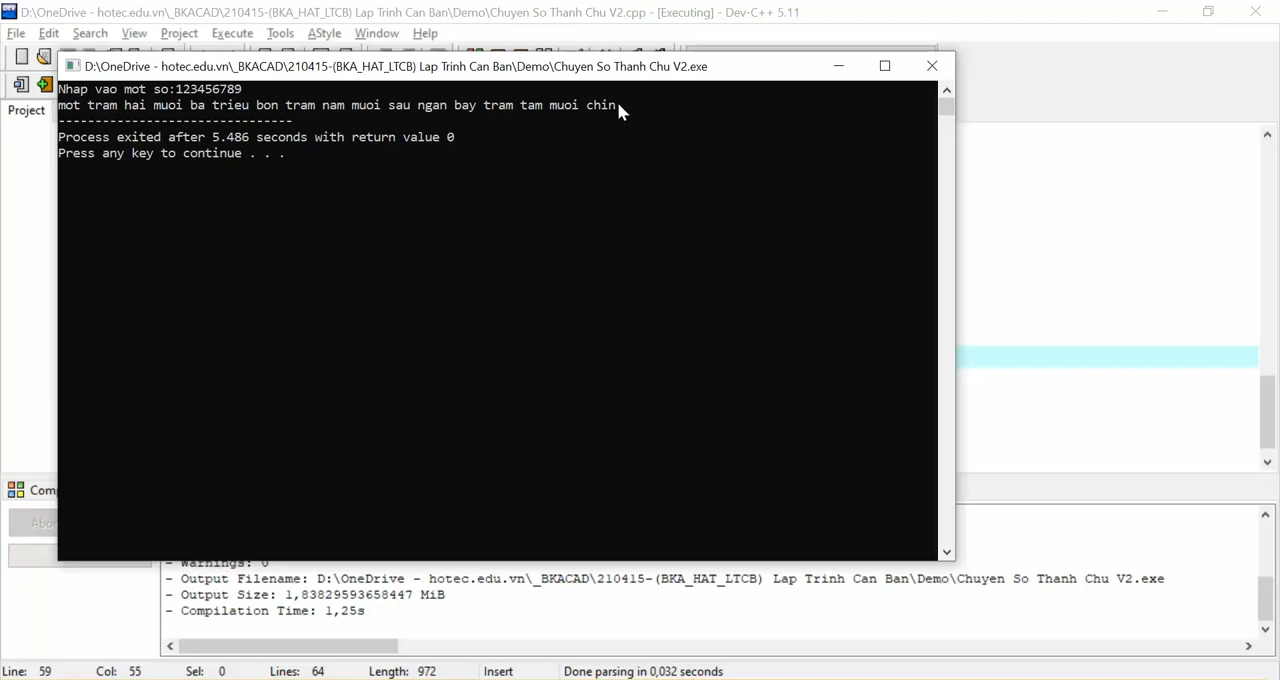 D:\OneDrive - hotec.edu.vn\_BKACAD\210415-(BKA_HAT_LTCB) Lap Trinh Can Ban\Demo\Chuyen So Thanh Chu V2.cpp - [Executing] - Dev-C++ 5.11
File Edit Search View Project Execute Tools AStyle Window Help
D:\OneDrive - hotec.edu.vn\_BKACAD\210415-(BKA_HAT_LTCB) Lap Trinh Can Ban\Demo\Chuyen So Thanh Chu V2.exe
Project
Nhap vao mot so:123456789
mot tram hai muoi ba trieu bon tram nam muoi sau ngan bay tram tam muoi chin
--------------------------------
Process exited after 5.486 seconds with return value 0
Press any key to continue . . .
Com
Abor
- Warnings: 0
- Output Filename: D:\OneDrive - hotec.edu.vn\_BKACAD\210415-(BKA_HAT_LTCB) Lap Trinh Can Ban\Demo\Chuyen So Thanh Chu V2.exe
- Output Size: 1,83829593658447 MiB
- Compilation Time: 1,25s
Line: 59 Col: 55 Sel: 0 Lines: 64 Length: 972 Insert Done parsing in 0,032 seconds